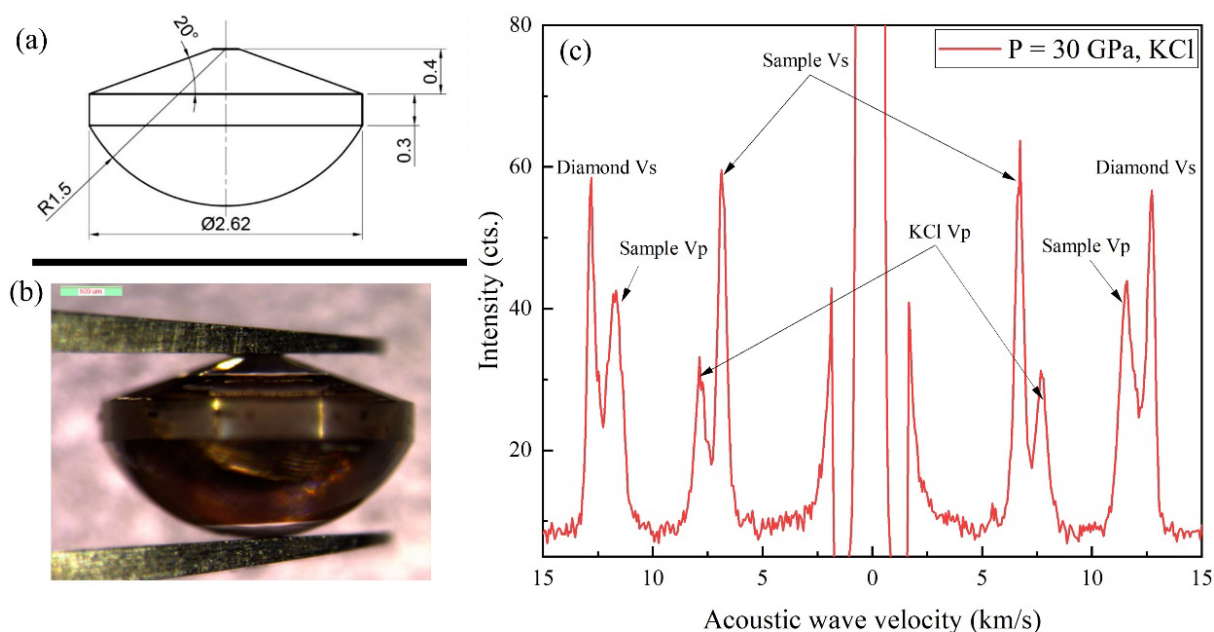 (a)
20°
0.4
0.3
R1.5
Ø2.62
(b)
500 um
(c)
80
60
40
20
Intensity (cts.)
P = 30 GPa, KCl
Sample Vs
Diamond Vs
Diamond Vs
Sample Vp
KCl Vp
Sample Vp
15
10
5
0
5
10
15
Acoustic wave velocity (km/s)